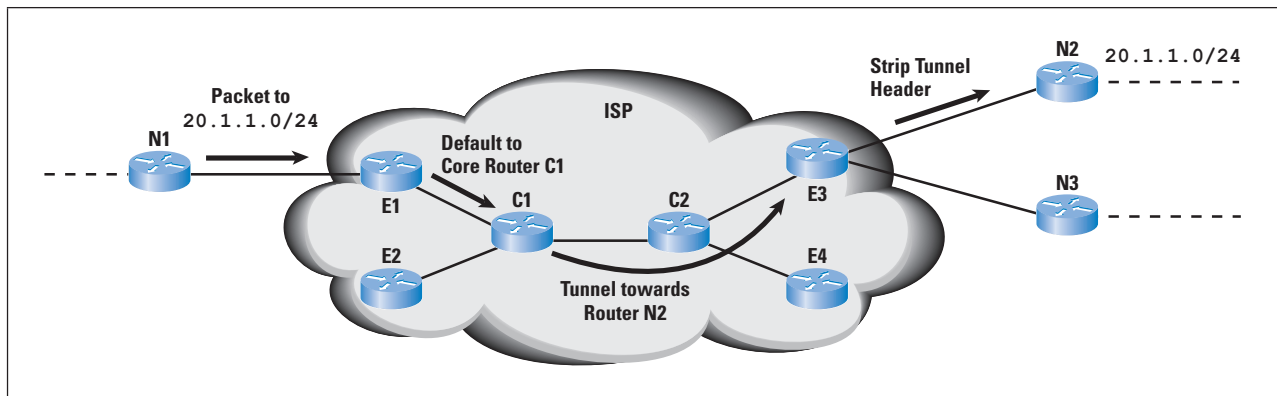 N2
20.1.1.0/24
Strip Tunnel
Header
ISP
Packet to
20.1.1.0/24
N1
Default to
Core Router C1
E1
E3
N3
C1
C2
E2
E4
Tunnel towards
Router N2